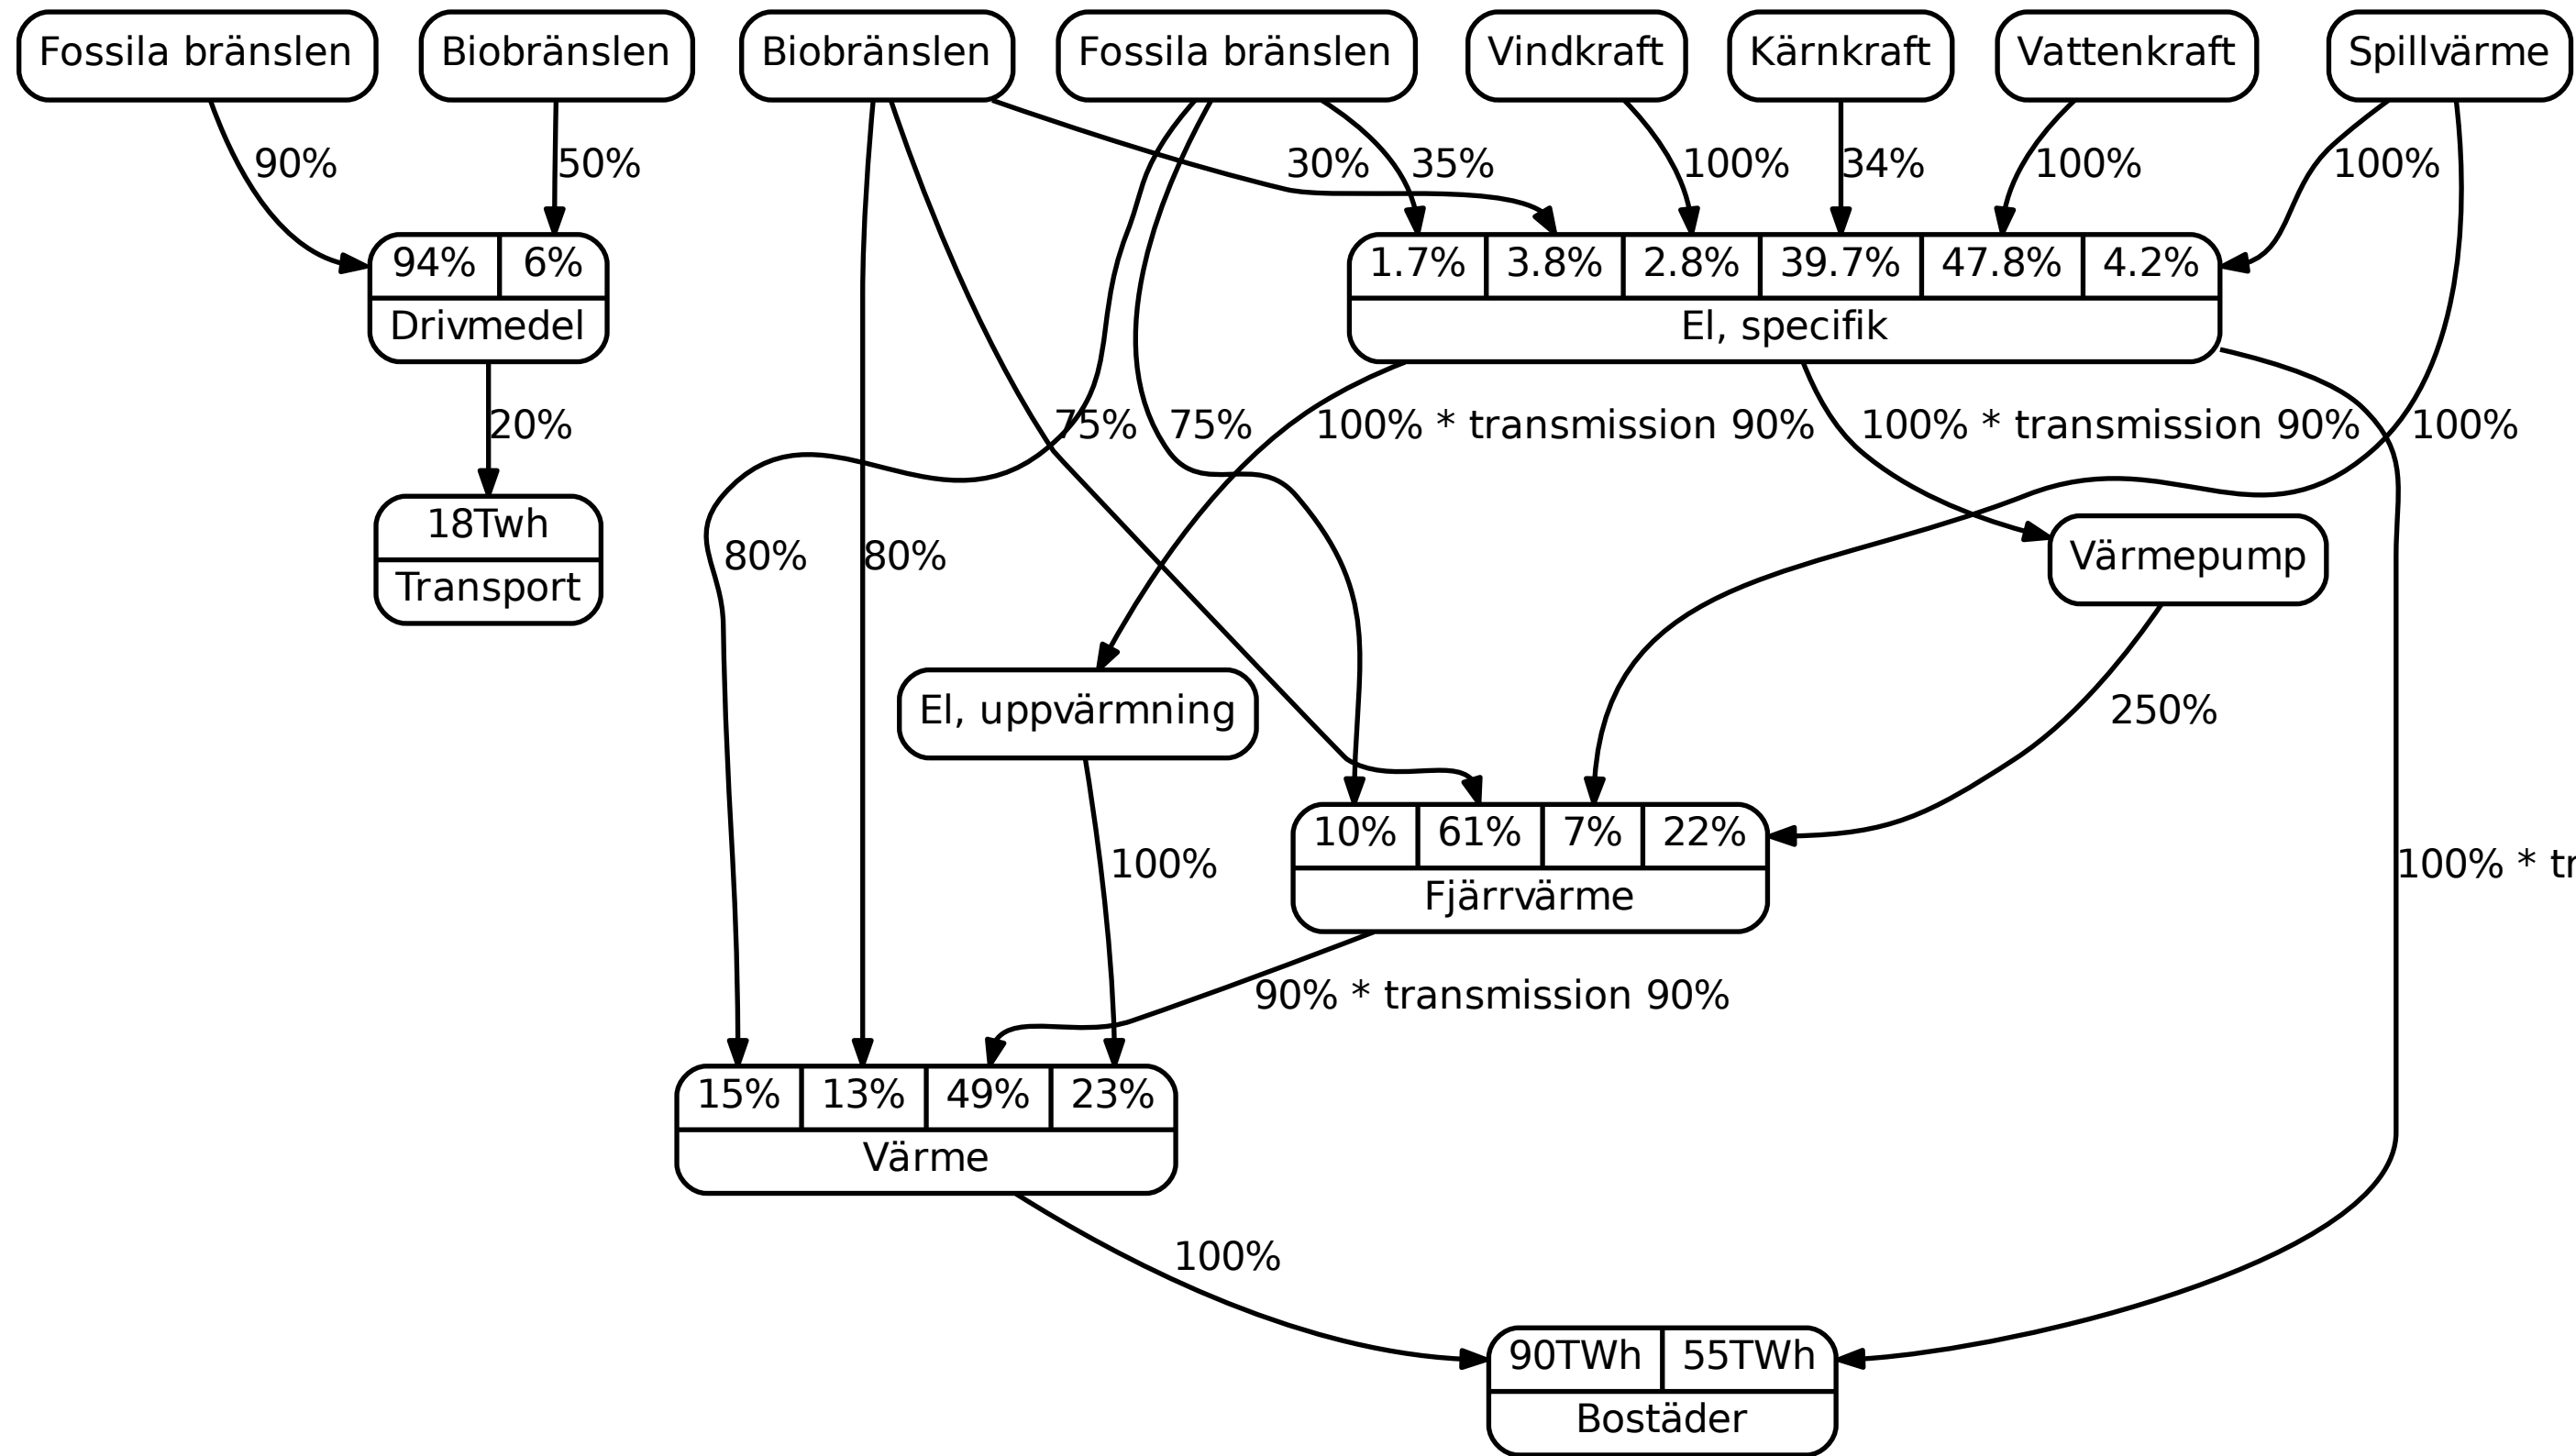 Fossila bränslen
Biobränslen
Biobränslen
Fossila bränslen
Vindkraft
Kärnkraft
Vattenkraft
Spillvärme
90%
50%
30%
35%
100%
34%
100%
100%
94%
6%
Drivmedel
1.7%
3.8%
2.8%
39.7%
47.8%
4.2%
El, specifik
20%
75%
75%
100% * transmission 90%
100% * transmission 90%
100%
18Twh
Transport
80%
80%
Värmepump
El, uppvärmning
250%
10%
61%
7%
22%
Fjärrvärme
100%
100% *
90% * transmission 90%
15%
13%
49%
23%
Värme
100%
90TWh
55TWh
Bostäder